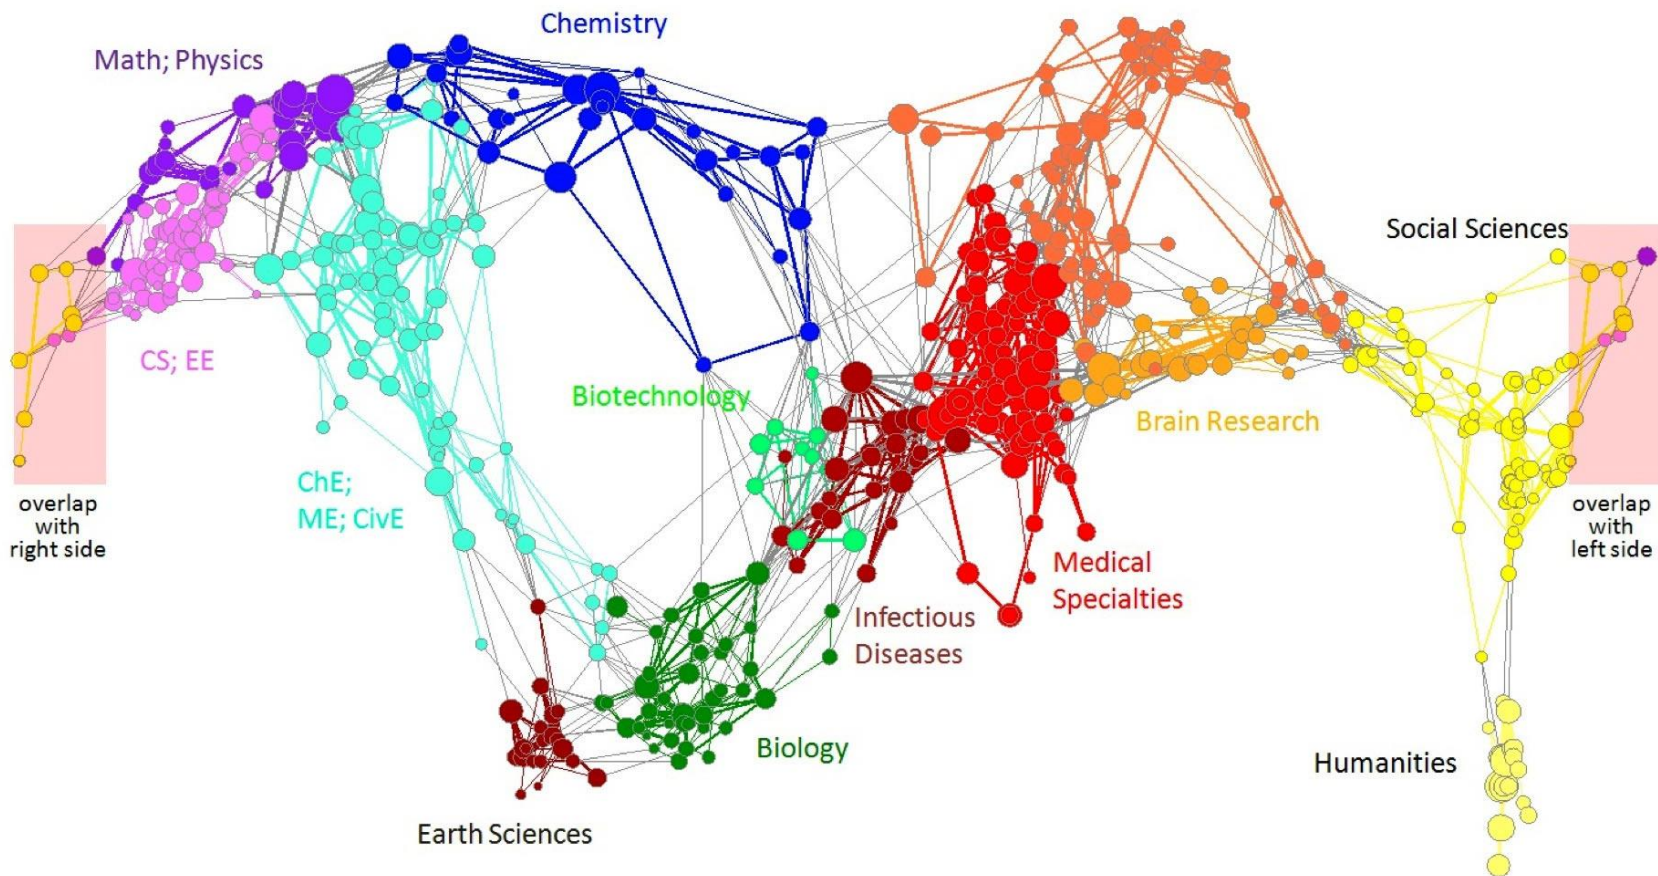 Chemistry
Math; Physics
Social Sciences
CS; EE
Biotechnology
Brain Research
ChE;
ME; CivE
overlap
with
right side
overlap
with
left side
Medical
Specialties
Infectious
Diseases
Biology
Humanities
Earth Sciences